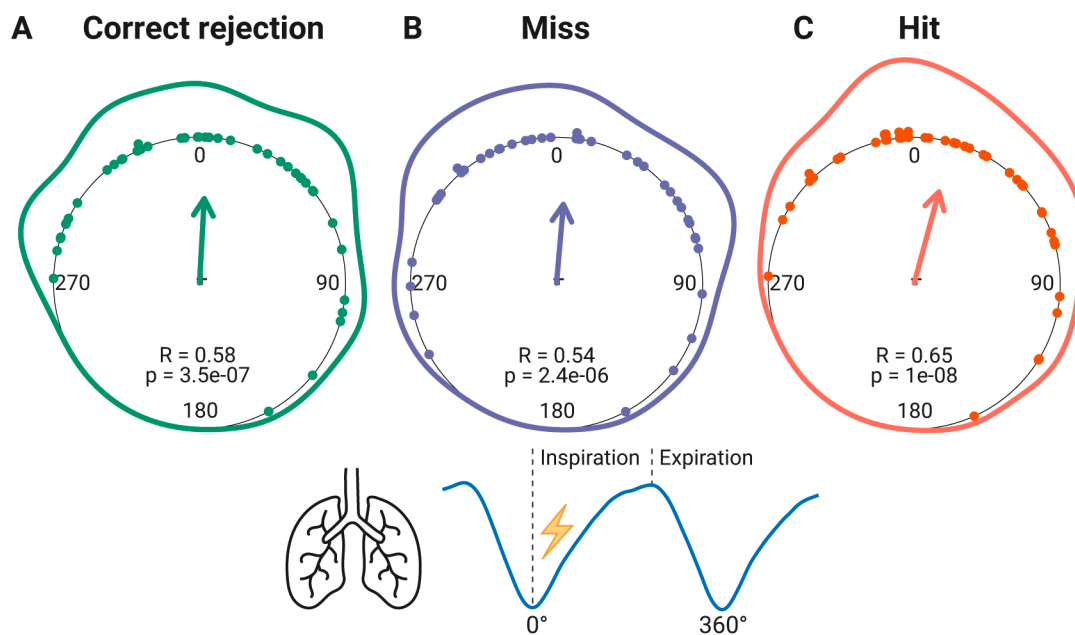 A Correct rejection
B Miss
C Hit
0
270
90
R = 0.58
p = 3.5e-07
180
0
270
90
R = 0.54
p = 2.4e-06
180
0
270
90
R = 0.65
p = 1e-08
180
Inspiration
Expiration
0°
360°